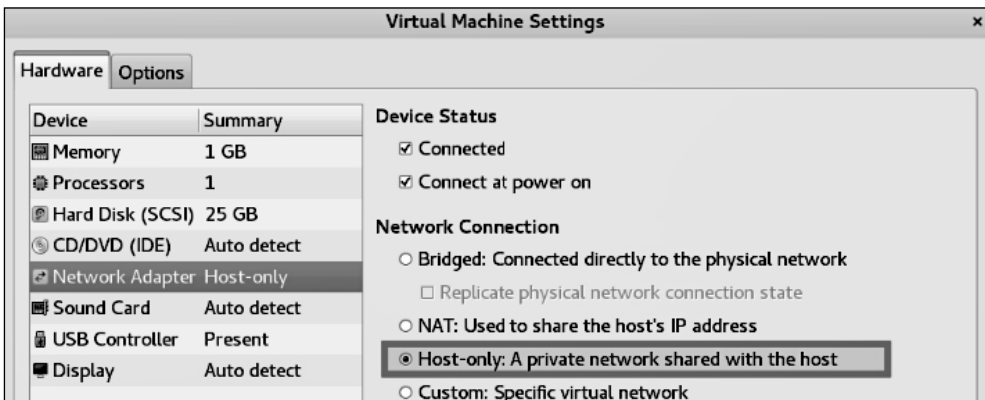 Virtual Machine Settings
×
Hardware Options
Device Summary
Memory 1 GB
Processors 1
Hard Disk (SCSI) 25 GB
CD/DVD (IDE) Auto detect
Network Adapter Host-only
Sound Card Auto detect
USB Controller Present
Display Auto detect
Device Status
Connected
Connect at power on
Network Connection
Bridged: Connected directly to the physical network
Replicate physical network connection state
NAT: Used to share the host's IP address
Host-only: A private network shared with the host
Custom: Specific virtual network